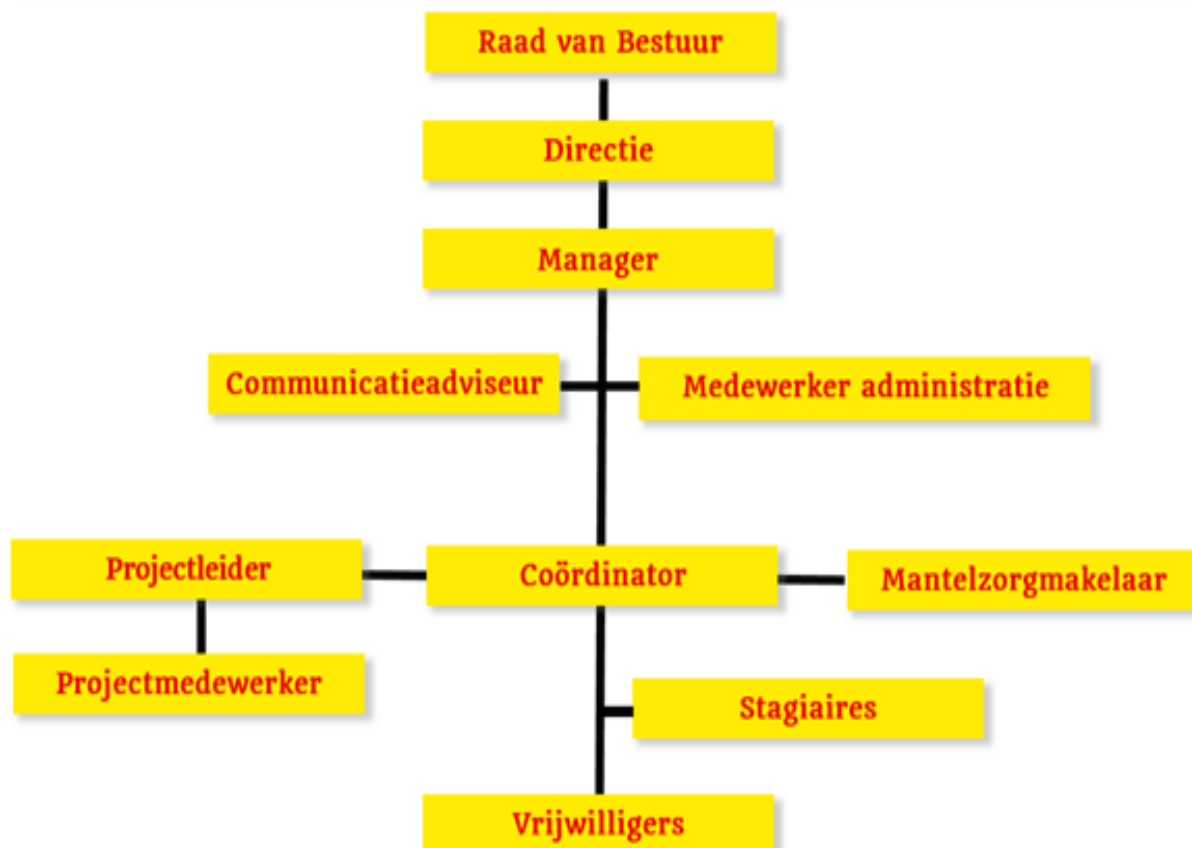 Raad van Bestuur
Directie
Manager
Communicatieadviseur
Medewerker administratie
Projectleider
Coördinator
Mantelzorgmakelaar
Projectmedewerker
Stagiaires
Vrijwilligers